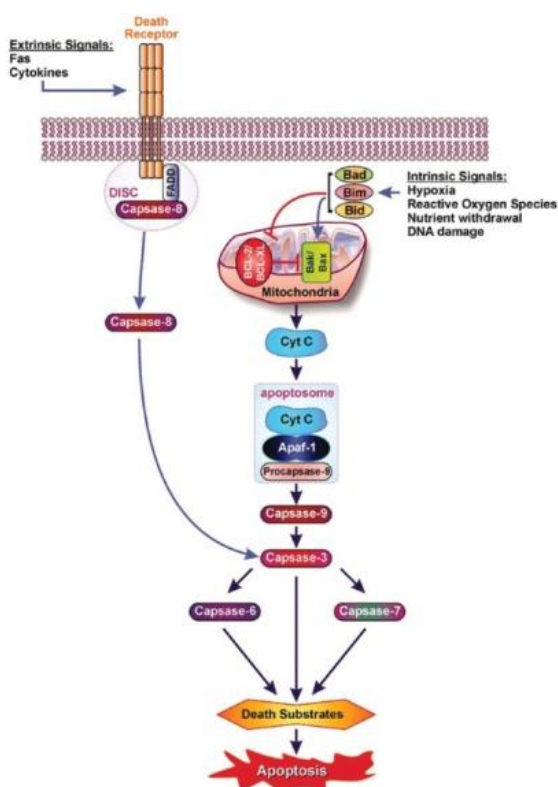 Death
Receptor
Extrinsic Signals:
Fas
Cytokines
DISC
FADD
Capsase-8
Bad
Bim
Bid
Intrinsic Signals:
Hypoxia
Reactive Oxygen Species
Nutrient withdrawal
DNA damage
BCL-2/
BCL-XL
Bak/
Bax
Mitochondria
Capsase-8
Cyt C
apoptosome
Cyt C
Apaf-1
Procapsase-9
Capsase-9
Capsase-3
Capsase-6
Capsase-7
Death Substrates
Apoptosis